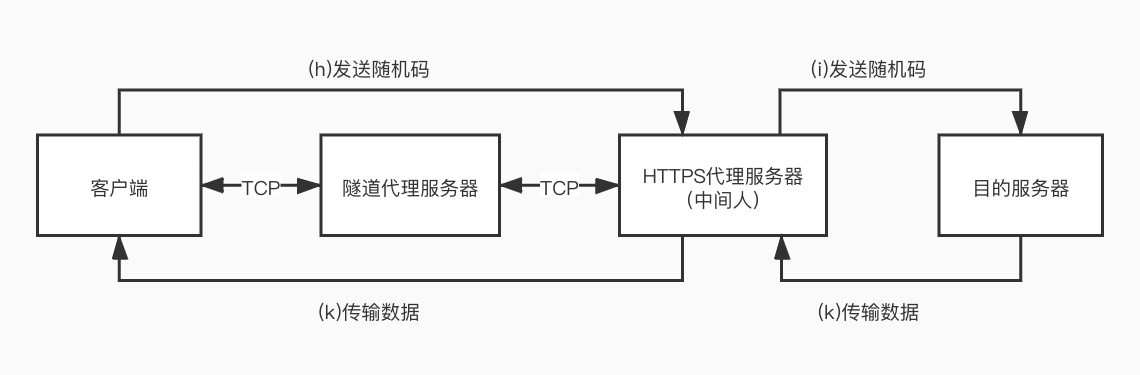 (h)发送随机码
(i)发送随机码
客户端
TCP
隧道代理服务器
TCP
HTTPS代理服务器
(中间人)
目的服务器
(k)传输数据
(k)传输数据